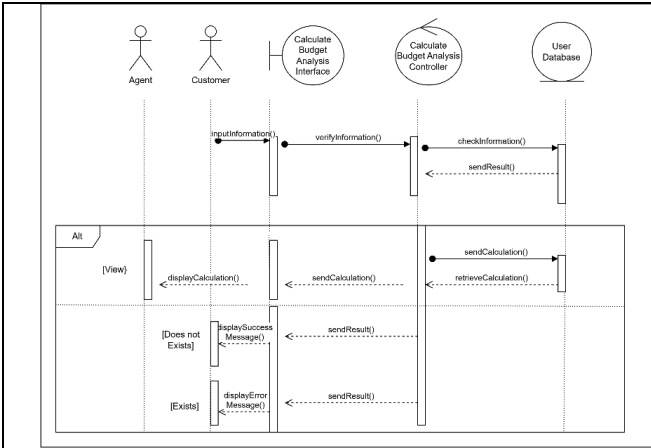 Agent
Customer
Calculate
Budget
Analysis
Interface
Calculate
Budget Analysis
Controller
User
Database
inputInformation()
verifyInformation()
checkInformation()
sendResult()
Alt
[View}
displayCalculation()
sendCalculation()
sendCalculation()
retrieveCalculation()
[Does not
Exists]
displaySuccess
Message()
sendResult()
[Exists]
displayError
Message()
sendResult()